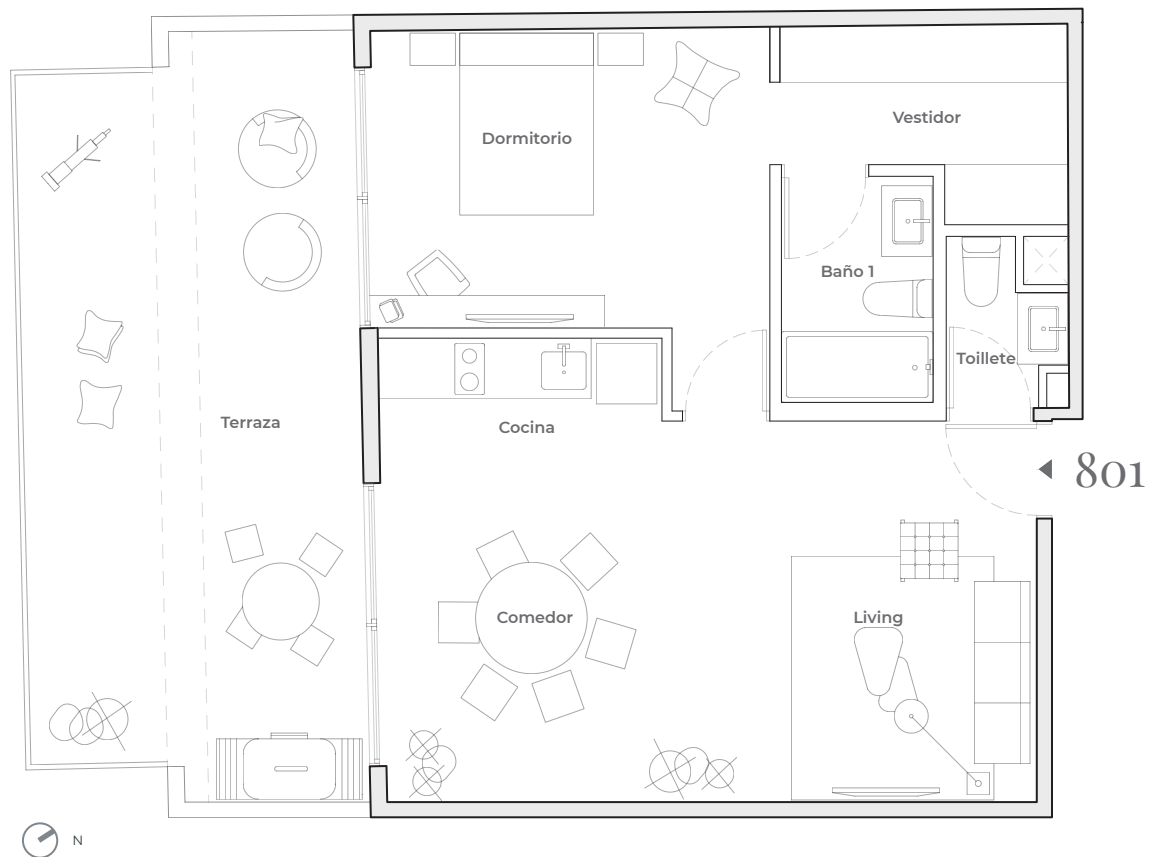 Vestidor
Dormitorio
Baño 1
Toillete
Terraza
Cocina
801
Comedor
Living
N